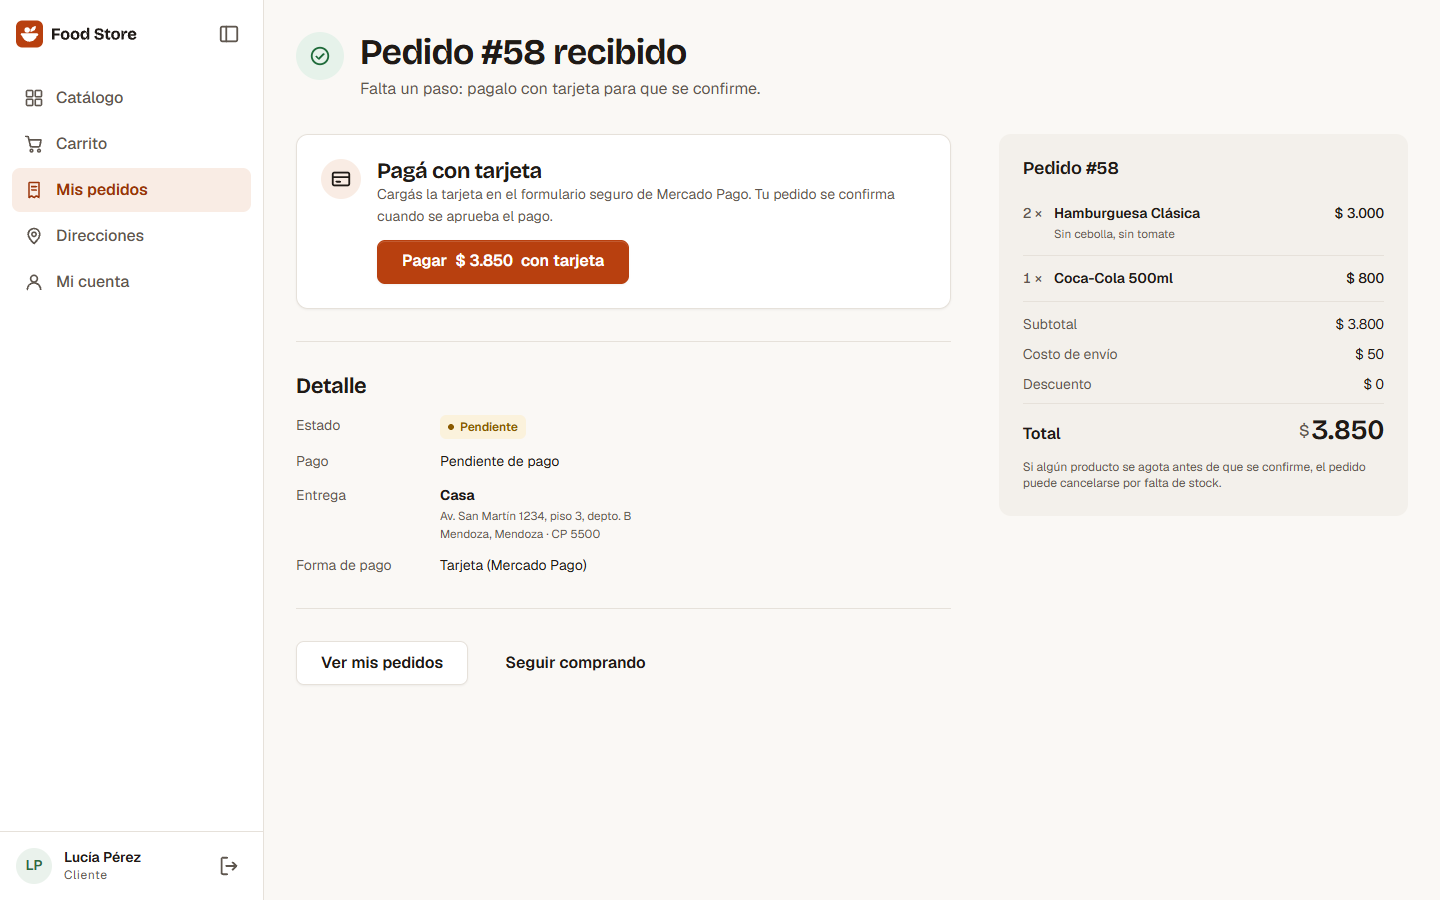 Food Store
Catálogo
Carrito
Mis pedidos
Direcciones
Mi cuenta
LP
Lucía Pérez
Cliente
Pedido #58 recibido
Falta un paso: pagalo con tarjeta para que se confirme.
Pagá con tarjeta
Cargás la tarjeta en el formulario seguro de Mercado Pago. Tu pedido se confirma
cuando se aprueba el pago.
Pagar $ 3.850 con tarjeta
Detalle
Estado Pendiente
Pago Pendiente de pago
Entrega Casa
Av. San Martín 1234, piso 3, depto. B
Mendoza, Mendoza · CP 5500
Forma de pago Tarjeta (Mercado Pago)
Ver mis pedidos Seguir comprando
Pedido #58
2 × Hamburguesa Clásica $ 3.000
Sin cebolla, sin tomate
1 × Coca-Cola 500ml $ 800
Subtotal $ 3.800
Costo de envío $ 50
Descuento $ 0
Total $ 3.850
Si algún producto se agota antes de que se confirme, el pedido
puede cancelarse por falta de stock.